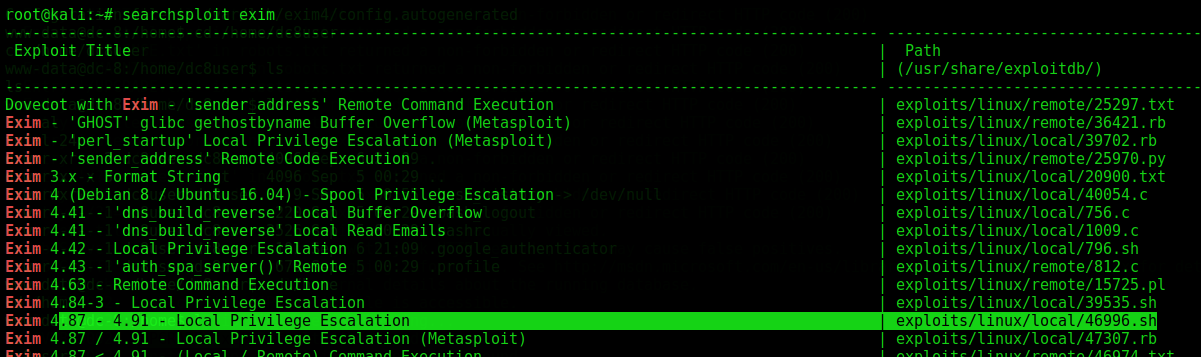 root@kali:~# searchsploit exim
---------------------------------------------------------------------------------------- ----------------------------------
 Exploit Title | Path
 | (/usr/share/exploitdb/)
---------------------------------------------------------------------------------------- ----------------------------------
Dovecot with Exim - 'sender_address' Remote Command Execution | exploits/linux/remote/25297.txt
Exim - 'GHOST' glibc gethostbyname Buffer Overflow (Metasploit) | exploits/linux/remote/36421.rb
Exim - 'perl_startup' Local Privilege Escalation (Metasploit) | exploits/linux/local/39702.rb
Exim - 'sender_address' Remote Code Execution | exploits/linux/remote/25970.py
Exim 3.x - Format String | exploits/linux/local/20900.txt
Exim 4 (Debian 8 / Ubuntu 16.04) - Spool Privilege Escalation | exploits/linux/local/40054.c
Exim 4.41 - 'dns_build_reverse' Local Buffer Overflow | exploits/linux/local/756.c
Exim 4.41 - 'dns_build_reverse' Local Read Emails | exploits/linux/local/1009.c
Exim 4.42 - Local Privilege Escalation | exploits/linux/local/796.sh
Exim 4.43 - 'auth_spa_server()' Remote | exploits/linux/remote/812.c
Exim 4.63 - Remote Command Execution | exploits/linux/remote/15725.pl
Exim 4.84-3 - Local Privilege Escalation | exploits/linux/local/39535.sh
Exim 4.87 - 4.91 - Local Privilege Escalation | exploits/linux/local/46996.sh
Exim 4.87 / 4.91 - Local Privilege Escalation (Metasploit) | exploits/linux/local/47307.rb
Exim 4.87 < 4.91 - (Local / Remote) Command Execution | exploits/linux/remote/46974.txt